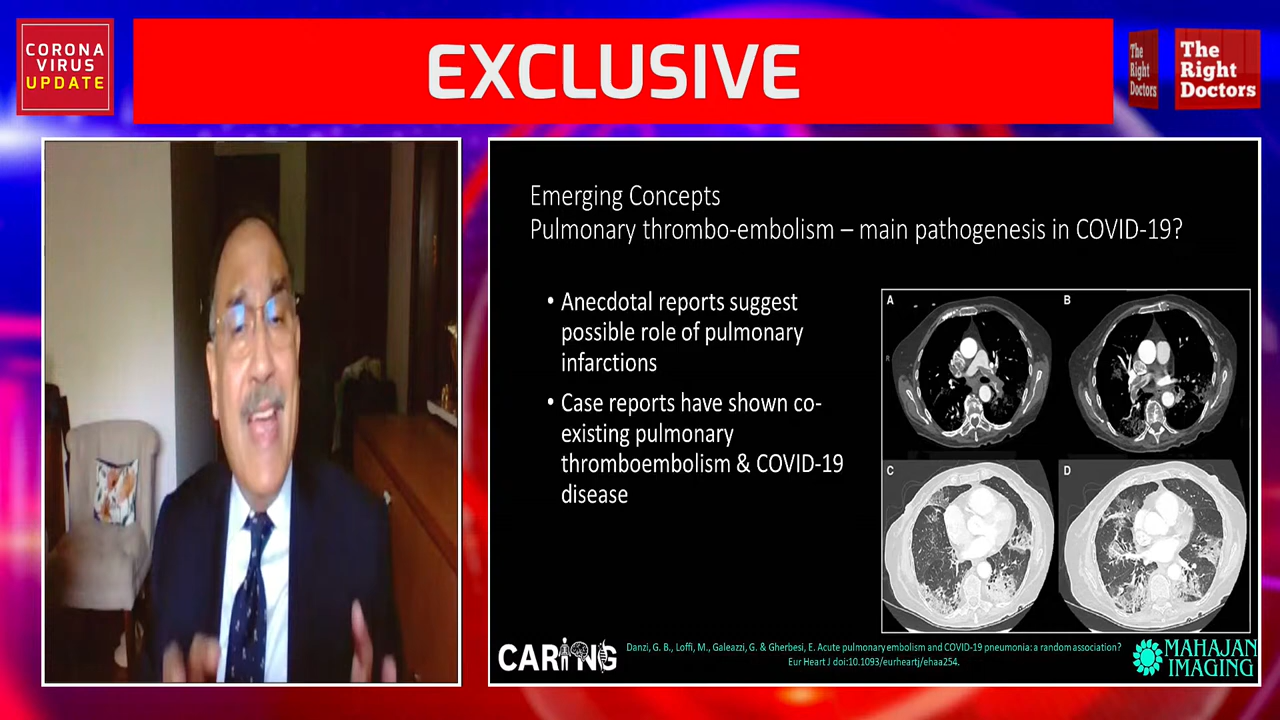 CORONA
VIRUS
UPDATE
EXCLUSIVE
The
Right
Doctors
The
Right
Doctors
Emerging Concepts
Pulmonary thrombo-embolism – main pathogenesis in COVID-19?
• Anecdotal reports suggest
possible role of pulmonary
infarctions
• Case reports have shown co-
existing pulmonary
thromboembolism & COVID-19
disease
A
B
R
C
D
CARING
Danzi, G. B., Loffi, M., Galeazzi, G. & Gherbesi, E. Acute pulmonary embolism and COVID-19 pneumonia: a random association?
Eur Heart J doi:10.1093/eurheartj/ehaa254.
MAHAJAN
IMAGING